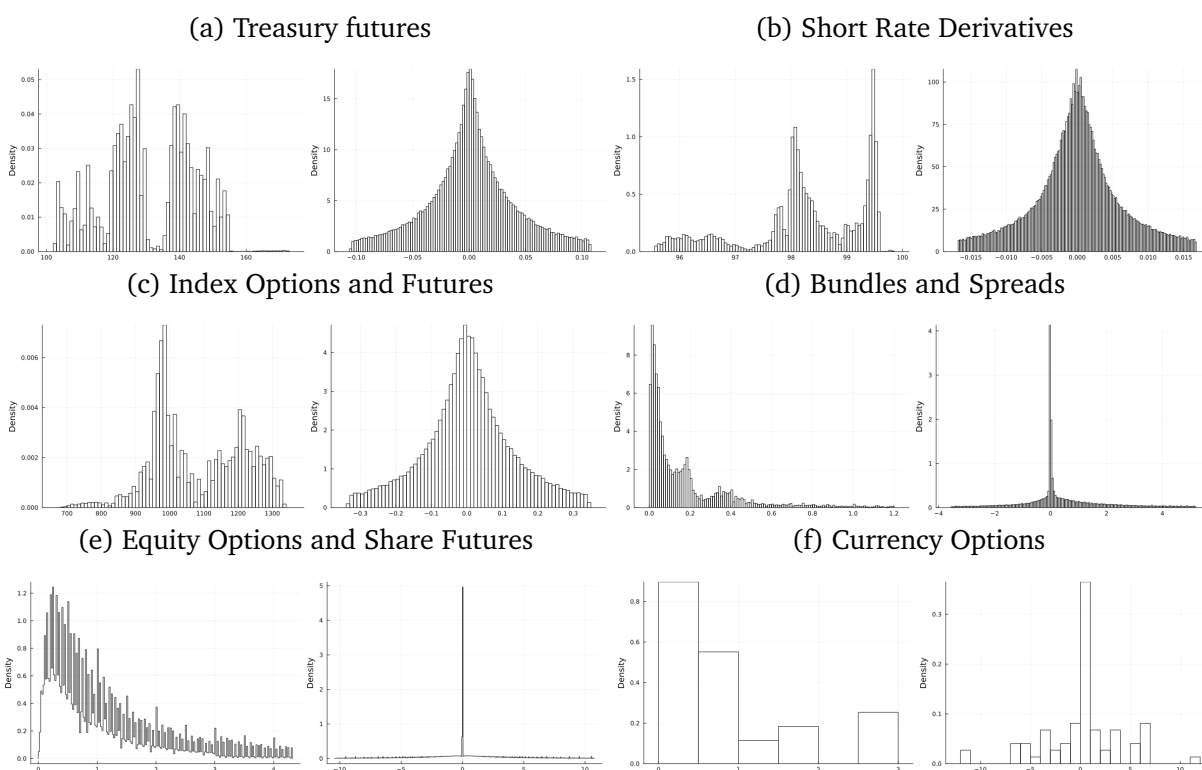 (a) Treasury futures
(b) Short Rate Derivatives
Density
0.05
0.04
0.03
0.02
0.01
0.00
100 120 140 160
Density
15
10
5
0
−0.10 −0.05 0.00 0.05 0.10
Density
1.5
1.0
0.5
0.0
96 97 98 99 100
Density
100
75
50
25
0
−0.015 −0.010 −0.005 0.000 0.005 0.010 0.015
(c) Index Options and Futures
(d) Bundles and Spreads
Density
0.006
0.004
0.002
0.000
700 800 900 1000 1100 1200 1300
Density
4
3
2
1
0
−0.3 −0.2 −0.1 0.0 0.1 0.2 0.3
Density
8
6
4
2
0
0.0 0.2 0.4 0.6 0.8 1.0 1.2
Density
4
3
2
1
0
−4 −2 0 2 4
(e) Equity Options and Share Futures
(f) Currency Options
Density
1.2
1.0
0.8
0.6
0.4
0.2
0.0
0 1 2 3 4
Density
5
4
3
2
1
0
−10 −5 0 5 10
Density
0.8
0.6
0.4
0.2
0.0
0 1 2 3
Density
0.3
0.2
0.1
0.0
−10 −5 0 5 10